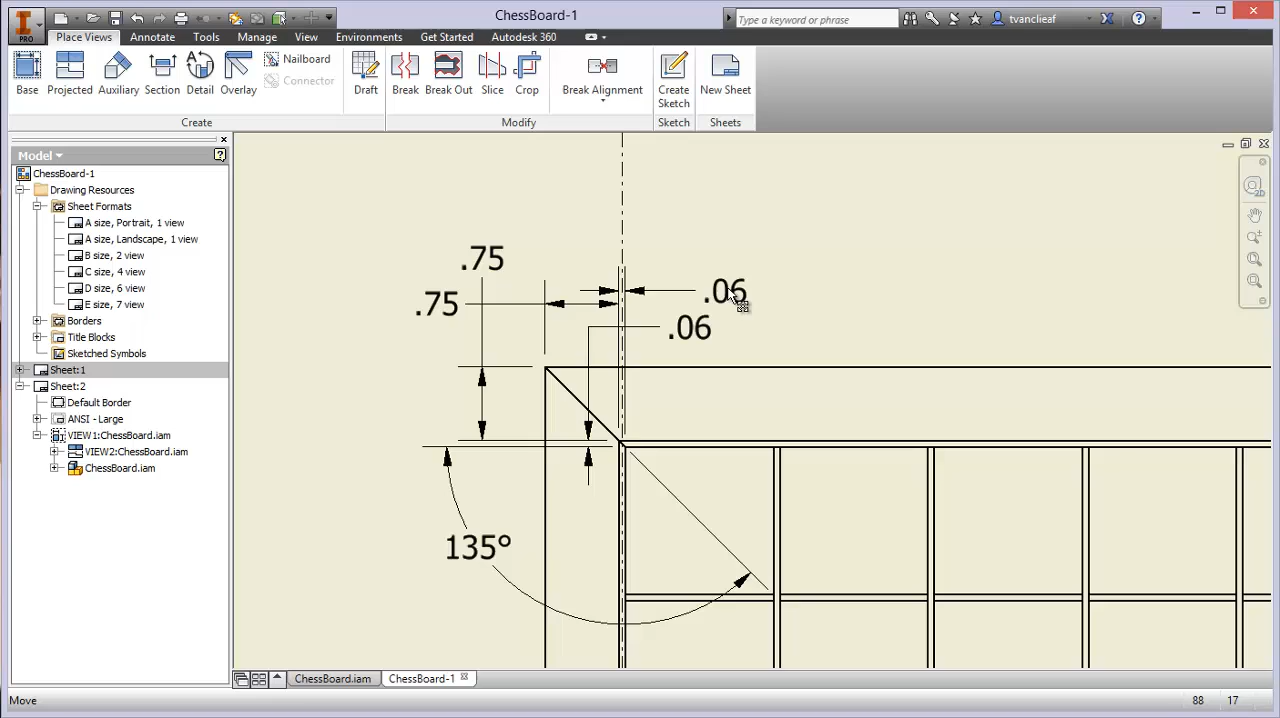 ChessBoard-1
Type a keyword or phrase
tvanclieaf
PRO
Place Views
Annotate
Tools
Manage
View
Environments
Get Started
Autodesk 360
Base
Projected
Auxiliary
Section
Detail
Overlay
Nailboard
Connector
Draft
Break
Break Out
Slice
Crop
Break Alignment
Create
Sketch
New Sheet
Create
Modify
Sketch
Sheets
Model
ChessBoard-1
Drawing Resources
Sheet Formats
A size, Portrait, 1 view
A size, Landscape, 1 view
B size, 2 view
C size, 4 view
D size, 6 view
E size, 7 view
Borders
Title Blocks
Sketched Symbols
Sheet:1
Sheet:2
Default Border
ANSI - Large
VIEW1:ChessBoard.iam
VIEW2:ChessBoard.iam
ChessBoard.iam
.75
.75
.06
.06
135°
2D
ChessBoard.iam
ChessBoard-1
Move
88
17